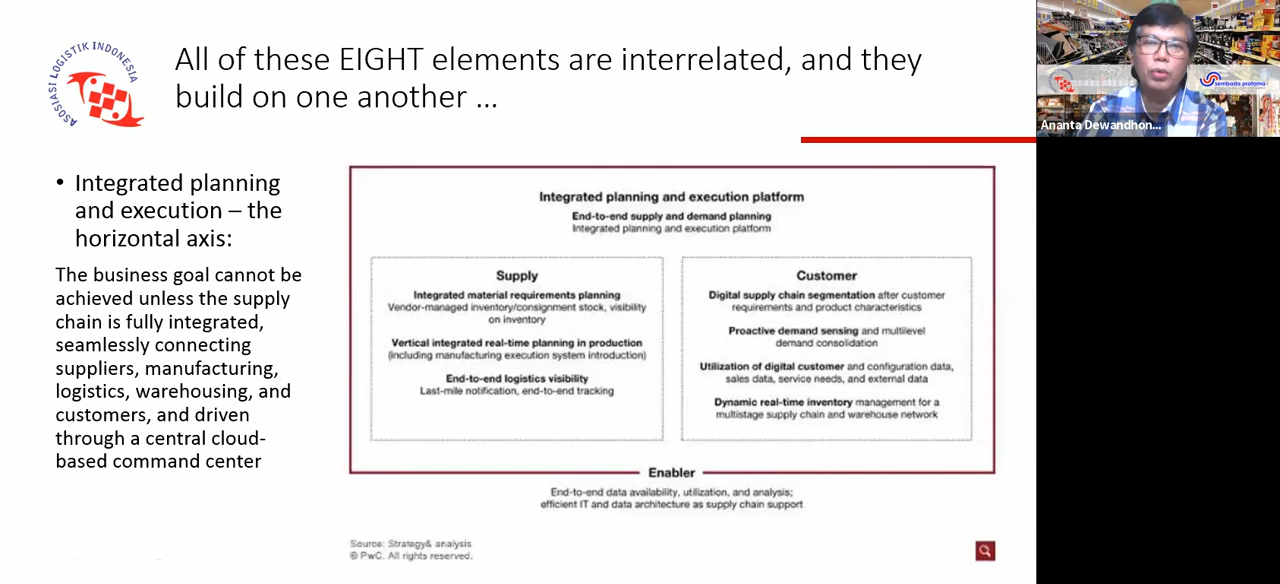 ASOSIASI LOGISTIK INDONESIA
All of these EIGHT elements are interrelated, and they
build on one another ...
sembada pratama
Ananta Dewandhon...
• Integrated planning
and execution – the
horizontal axis:
The business goal cannot be
achieved unless the supply
chain is fully integrated,
seamlessly connecting
suppliers, manufacturing,
logistics, warehousing, and
customers, and driven
through a central cloud-
based command center
Integrated planning and execution platform
End-to-end supply and demand planning
Integrated planning and execution platform
Supply
Integrated material requirements planning
Vendor-managed inventory/consignment stock, visibility
on inventory
Vertical integrated real-time planning in production
(including manufacturing execution system introduction)
End-to-end logistics visibility
Last-mile notification, end-to-end tracking
Customer
Digital supply chain segmentation after customer
requirements and product characteristics
Proactive demand sensing and multilevel
demand consolidation
Utilization of digital customer and configuration data,
sales data, service needs, and external data
Dynamic real-time inventory management for a
multistage supply chain and warehouse network
Enabler
End-to-end data availability, utilization, and analysis;
efficient IT and data architecture as supply chain support
Source: Strategy& analysis
© PwC. All rights reserved.